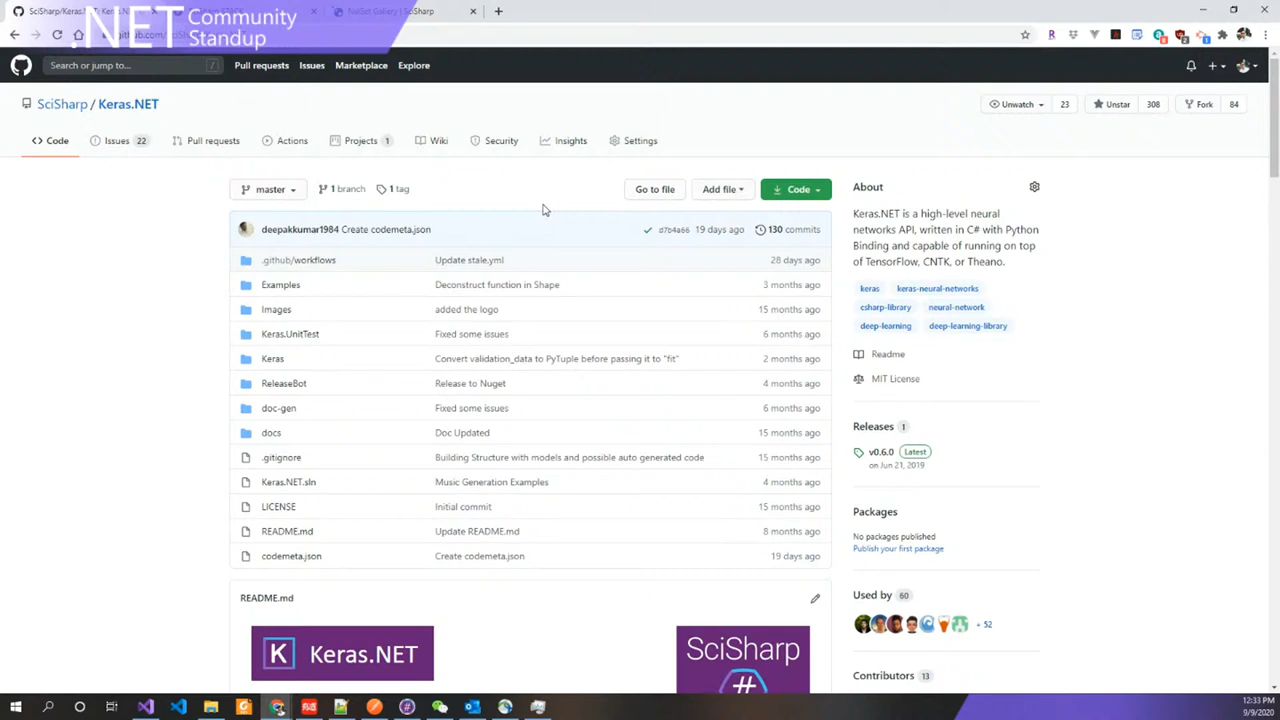 SciSharp/Keras.NET: Keras.N
NuGet Gallery | SciSharp
.NET Community
Standup
Search or jump to...
/
Pull requests
Issues
Marketplace
Explore
SciSharp / Keras.NET
Unwatch
23
Unstar
308
Fork
84
Code
Issues 22
Pull requests
Actions
Projects 1
Wiki
Security
Insights
Settings
master
1 branch
1 tag
Go to file
Add file
Code
deepakkumar1984 Create codemeta.json
d7b4a66 19 days ago
130 commits
.github/workflows Update stale.yml 28 days ago
Examples Deconstruct function in Shape 3 months ago
Images added the logo 15 months ago
Keras.UnitTest Fixed some issues 6 months ago
Keras Convert validation_data to PyTuple before passing it to "fit" 2 months ago
ReleaseBot Release to Nuget 4 months ago
doc-gen Fixed some issues 6 months ago
docs Doc Updated 15 months ago
.gitignore Building Structure with models and possible auto generated code 15 months ago
Keras.NET.sln Music Generation Examples 4 months ago
LICENSE Initial commit 15 months ago
README.md Update README.md 8 months ago
codemeta.json Create codemeta.json 19 days ago
README.md
K Keras.NET
SciSharp
#
About
Keras.NET is a high-level neural
networks API, written in C# with Python
Binding and capable of running on top
of TensorFlow, CNTK, or Theano.
keras keras-neural-networks
csharp-library neural-network
deep-learning deep-learning-library
Readme
MIT License
Releases 1
v0.6.0 Latest
on Jun 21, 2019
Packages
No packages published
Publish your first package
Used by 60
+ 52
Contributors 13
12:33 PM
9/9/2020